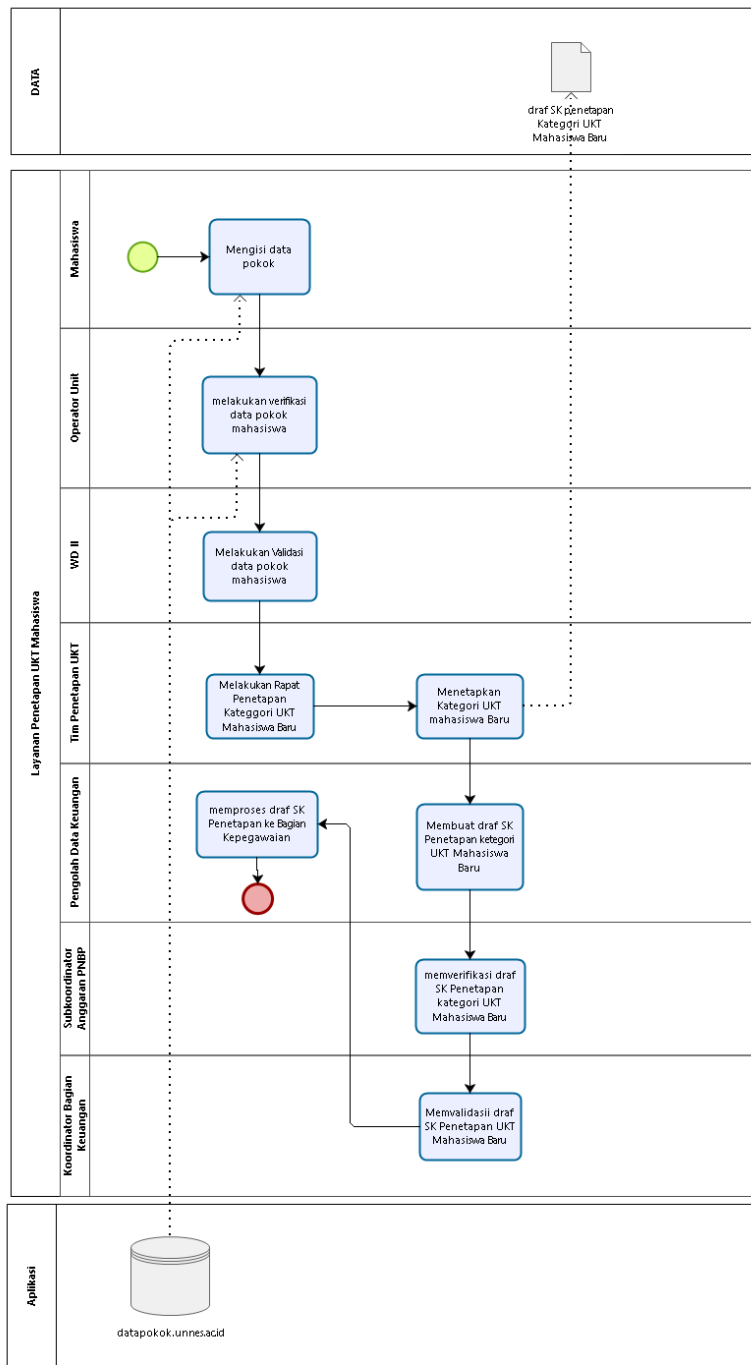 DATA
draf SK penetapan
Kategori UKT
Mahasiswa Baru
Layanan Penetapan UKT Mahasiswa
Mahasiswa
Mengisi data
pokok
Operator Unit
melakukan verifikasi
data pokok
mahasiswa
WD II
Melakukan Validasi
data pokok
mahasiswa
Tim Penetapan UKT
Melakukan Rapat
Penetapan
Kateggori UKT
Mahasiswa Baru
Menetapkan
Kategori UKT
mahasiswa Baru
Pengolah Data Keuangan
memproses draf SK
Penetapan ke Bagian
Kepegawaian
Membuat draf SK
Penetapan ketegori
UKT Mahasiswa
Baru
Subkoordinator
Anggaran PNBP
memverifikasi draf
SK Penetapan
kategori UKT
Mahasiswa Baru
Koordinator Bagian
Keuangan
Memvalidasii draf
SK Penetapan UKT
Mahasiswa Baru
Aplikasi
datapokok.unnes.ac.id